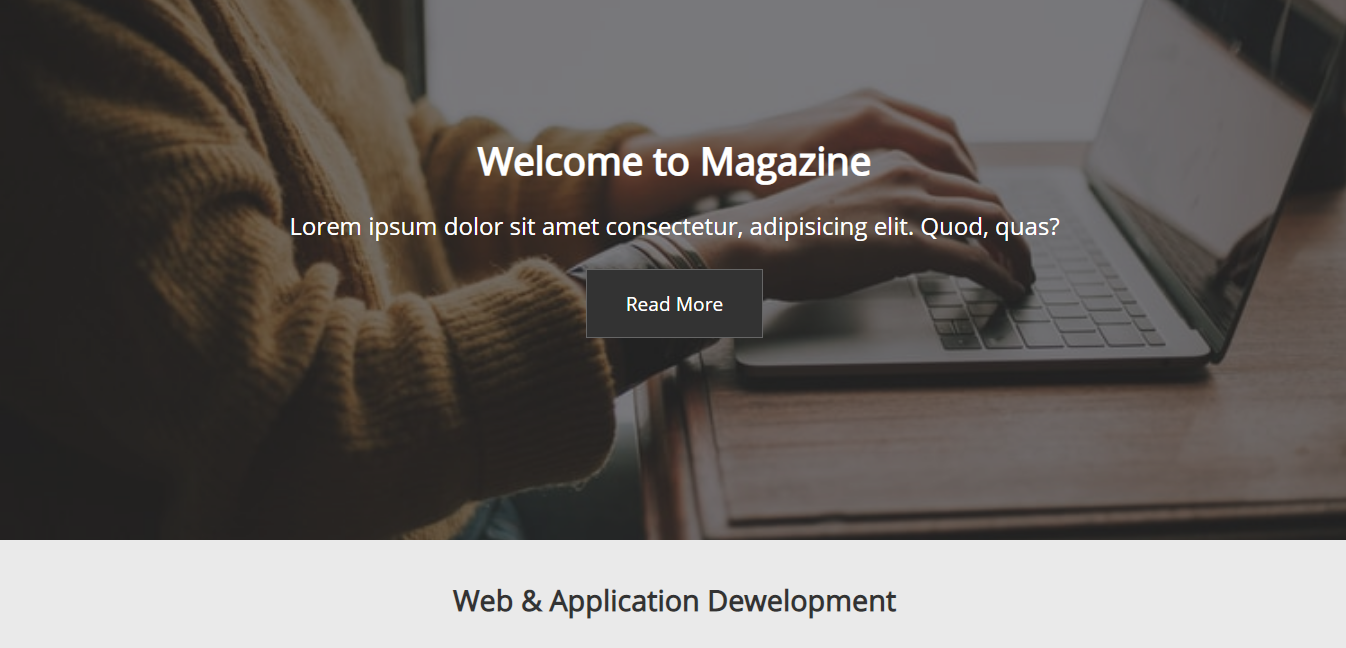 Welcome to Magazine
Lorem ipsum dolor sit amet consectetur, adipisicing elit. Quod, quas?
Read More
Web & Application Dewelopment